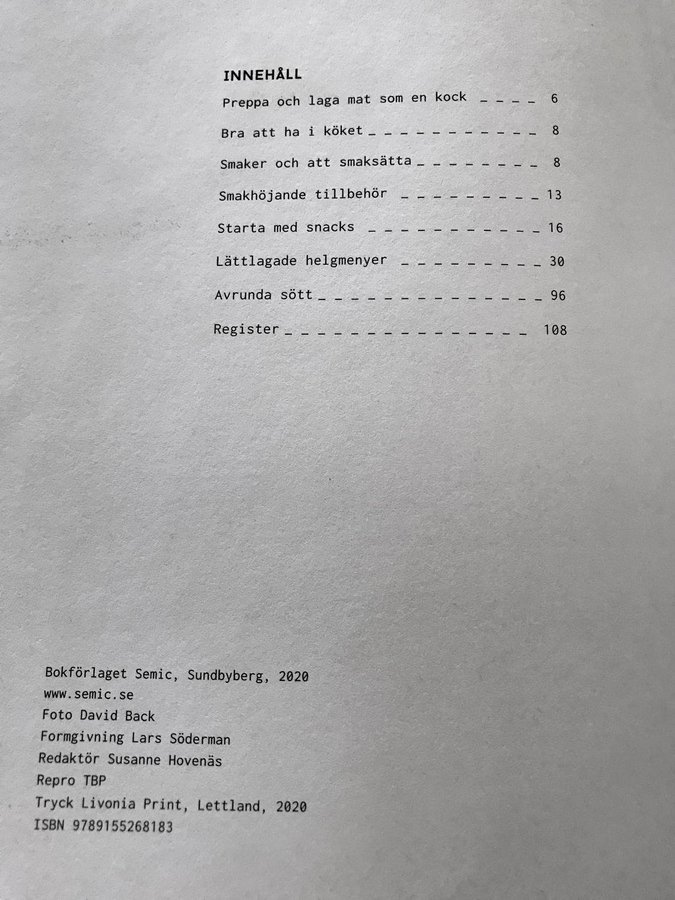 INNEHÅLL
Preppa och laga mat som en kock _ _ _ _ 6
Bra att ha i köket _ _ _ _ _ _ _ _ _ _ _ 8
Smaker och att smaksätta _ _ _ _ _ _ _ _ 8
Smakhöjande tillbehör _ _ _ _ _ _ _ _ _ 13
Starta med snacks _ _ _ _ _ _ _ _ _ _ _ 16
Lättlagade helgmenyer _ _ _ _ _ _ _ _ _ 30
Avrunda sött _ _ _ _ _ _ _ _ _ _ _ _ _ _ 96
Register _ _ _ _ _ _ _ _ _ _ _ _ _ _ _ 108
Bokförlaget Semic, Sundbyberg, 2020
www.semic.se
Foto David Back
Formgivning Lars Söderman
Redaktör Susanne Hovenäs
Repro TBP
Tryck Livonia Print, Lettland, 2020
ISBN 9789155268183